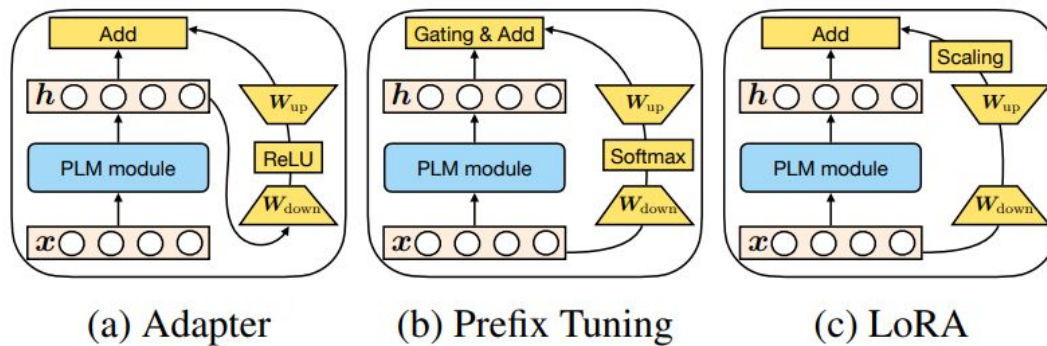 Add
h
W_up
PLM module
ReLU
W_down
x
(a) Adapter
Gating & Add
h
W_up
PLM module
Softmax
W_down
x
(b) Prefix Tuning
Add
Scaling
h
W_up
PLM module
W_down
x
(c) LoRA